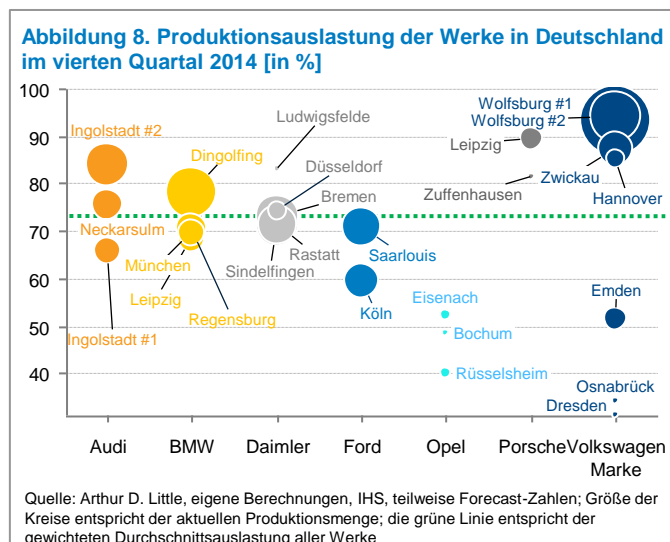 Abbildung 8. Produktionsauslastung der Werke in Deutschland
im vierten Quartal 2014 [in %]
100
90
80
70
60
50
40
Ingolstadt #2
Neckarsulm
Ingolstadt #1
Dingolfing
München
Leipzig
Regensburg
Ludwigsfelde
Düsseldorf
Bremen
Rastatt
Sindelfingen
Saarlouis
Köln
Eisenach
Bochum
Rüsselsheim
Leipzig
Zuffenhausen
Wolfsburg #1
Wolfsburg #2
Zwickau
Hannover
Emden
Osnabrück
Dresden
Audi
BMW
Daimler
Ford
Opel
Porsche
Volkswagen
Marke
Quelle: Arthur D. Little, eigene Berechnungen, IHS, teilweise Forecast-Zahlen; Größe der
Kreise entspricht der aktuellen Produktionsmenge; die grüne Linie entspricht der
gewichteten Durchschnittsauslastung aller Werke